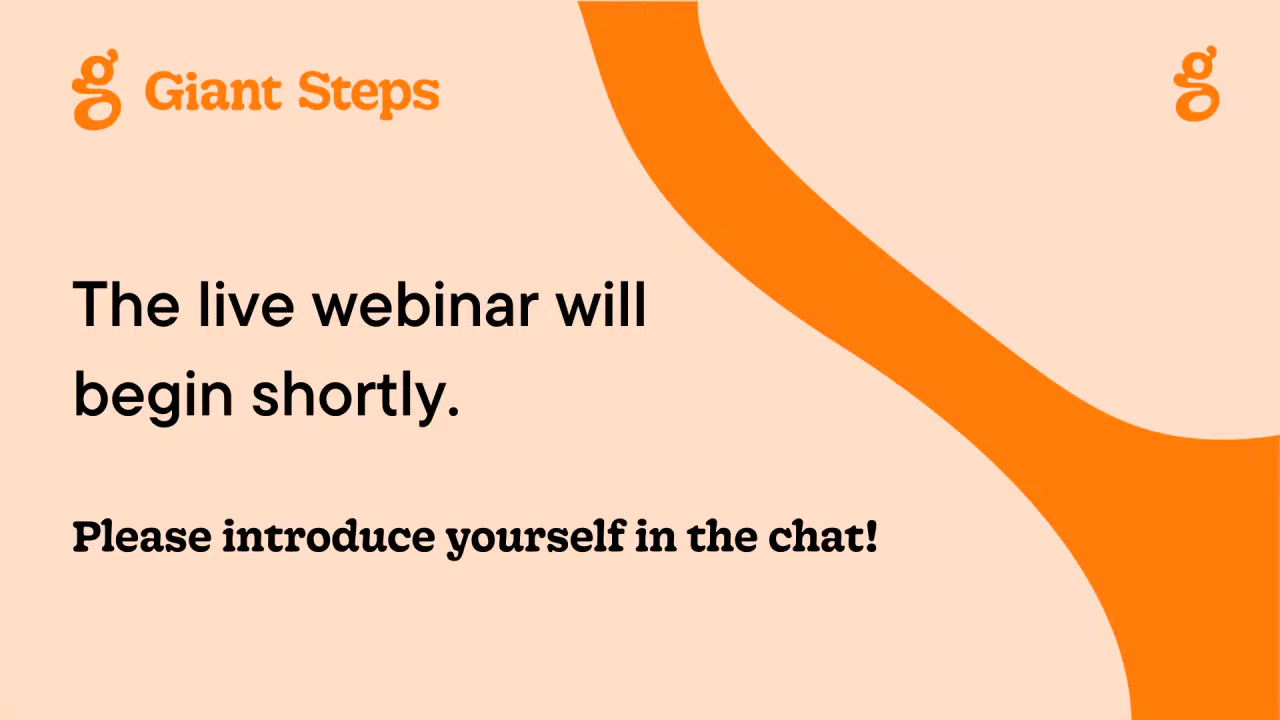 g Giant Steps
g
The live webinar will
begin shortly.
Please introduce yourself in the chat!